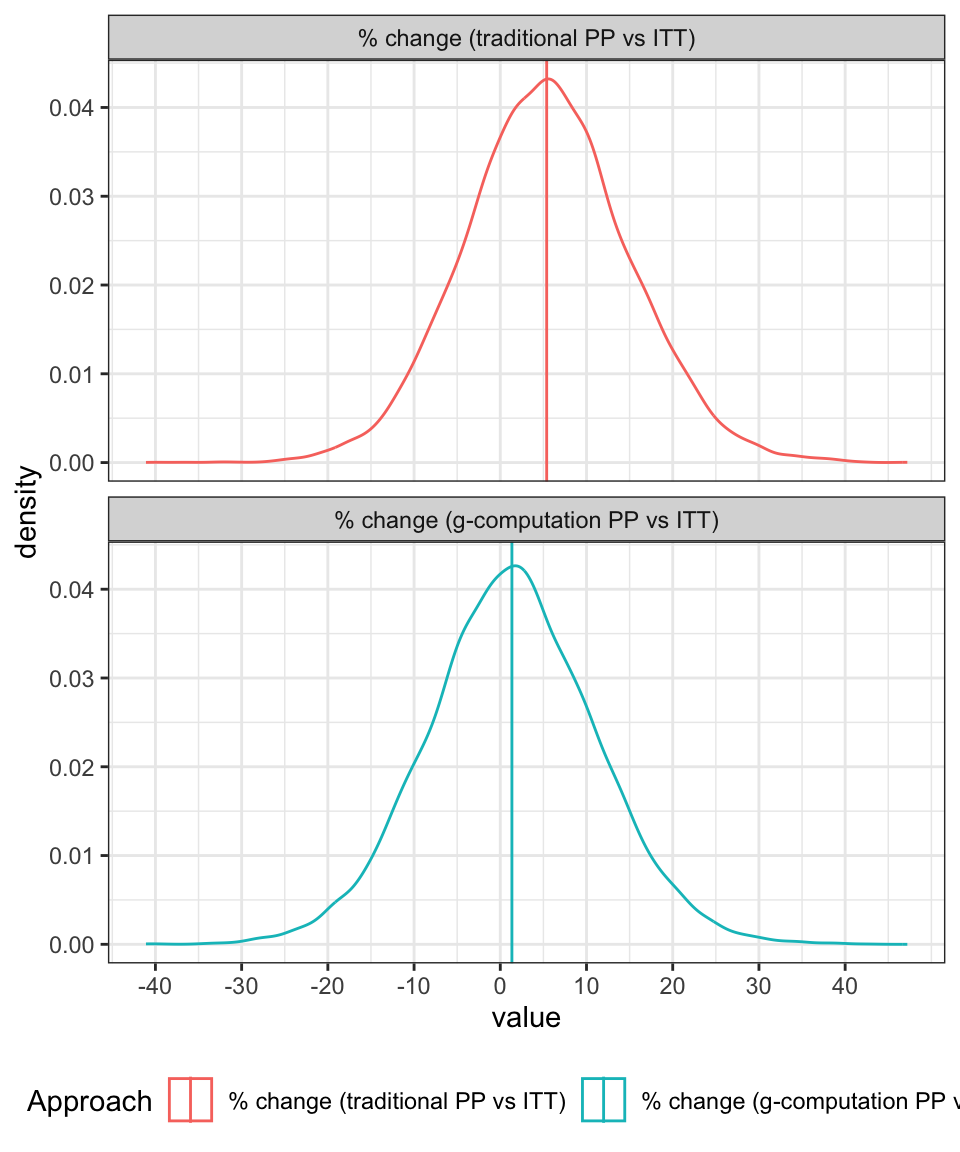 % change (traditional PP vs ITT)
0.04
0.03
0.02
0.01
0.00
% change (g-computation PP vs ITT)
0.04
0.03
0.02
0.01
0.00
density
-40 -30 -20 -10 0 10 20 30 40
value
Approach % change (traditional PP vs ITT) % change (g-computation PP